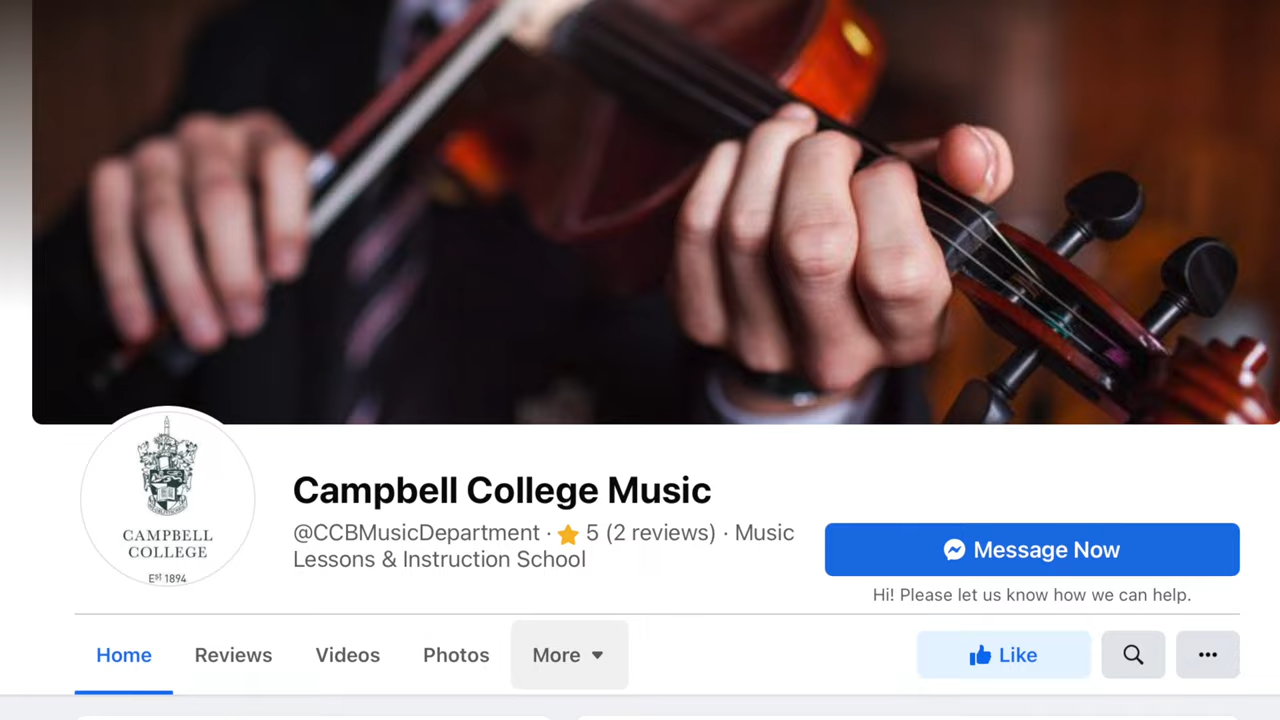 CAMPBELL
COLLEGE
Est 1894
Campbell College Music
@CCBMusicDepartment · 5 (2 reviews) · Music
Lessons & Instruction School
Message Now
Hi! Please let us know how we can help.
Home Reviews Videos Photos More Like